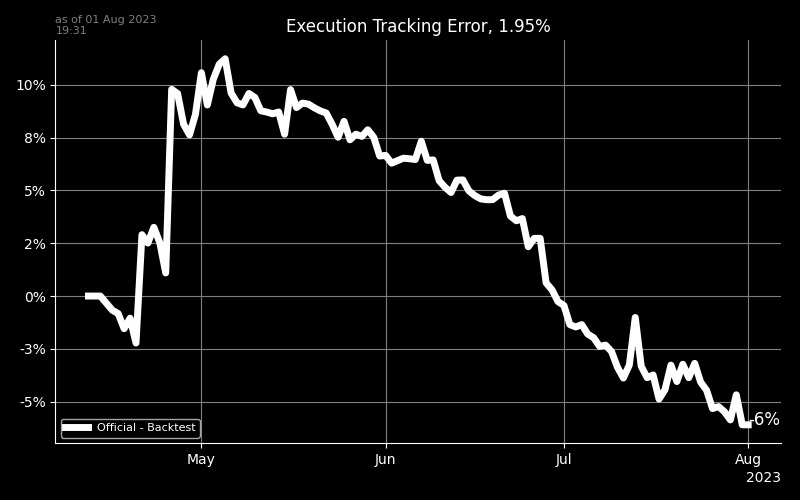 as of 01 Aug 2023
19:31
Execution Tracking Error, 1.95%
10%
8%
5%
2%
0%
-3%
-5%
-6%
Official - Backtest
May
Jun
Jul
Aug
2023